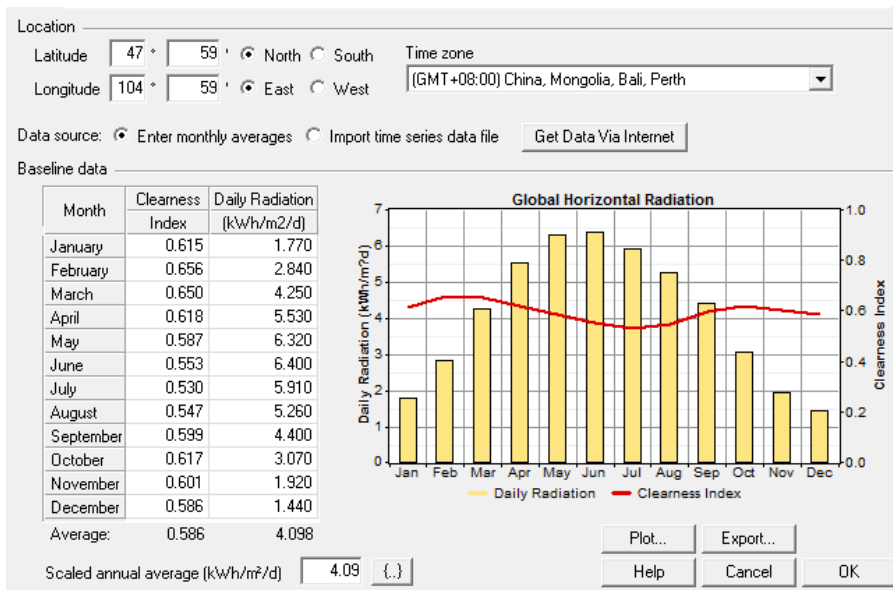 Location
Latitude 47 ° 59 ' North South Time zone
Longitude 104 ° 59 ' East West (GMT+08:00) China, Mongolia, Bali, Perth
Data source: Enter monthly averages Import time series data file Get Data Via Internet
Baseline data
Month Clearness Index Daily Radiation (kWh/m2/d)
January 0.615 1.770
February 0.656 2.840
March 0.650 4.250
April 0.618 5.530
May 0.587 6.320
June 0.553 6.400
July 0.530 5.910
August 0.547 5.260
September 0.599 4.400
October 0.617 3.070
November 0.601 1.920
December 0.586 1.440
Average: 0.586 4.098
Scaled annual average (kWh/m²/d) 4.09 {..}
Global Horizontal Radiation
Daily Radiation (kWh/m?d)
7
6
5
4
3
2
1
0
1.0
0.8
0.6
0.4
0.2
0.0
Clearness Index
Jan Feb Mar Apr May Jun Jul Aug Sep Oct Nov Dec
Daily Radiation Clearness Index
Plot... Export...
Help Cancel OK